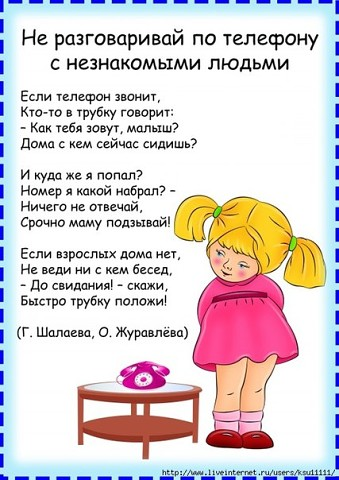 Не разговаривай по телефону
с незнакомыми людьми
Если телефон звонит,
Кто-то в трубку говорит:
– Как тебя зовут, малыш?
Дома с кем сейчас сидишь?
И куда же я попал?
Номер я какой набрал? –
Ничего не отвечай,
Срочно маму подзывай!
Если взрослых дома нет,
Не веди ни с кем бесед,
– До свидания! – скажи,
Быстро трубку положи!
(Г. Шалаева, О. Журавлёва)
http://www.liveinternet.ru/users/ksu11111/